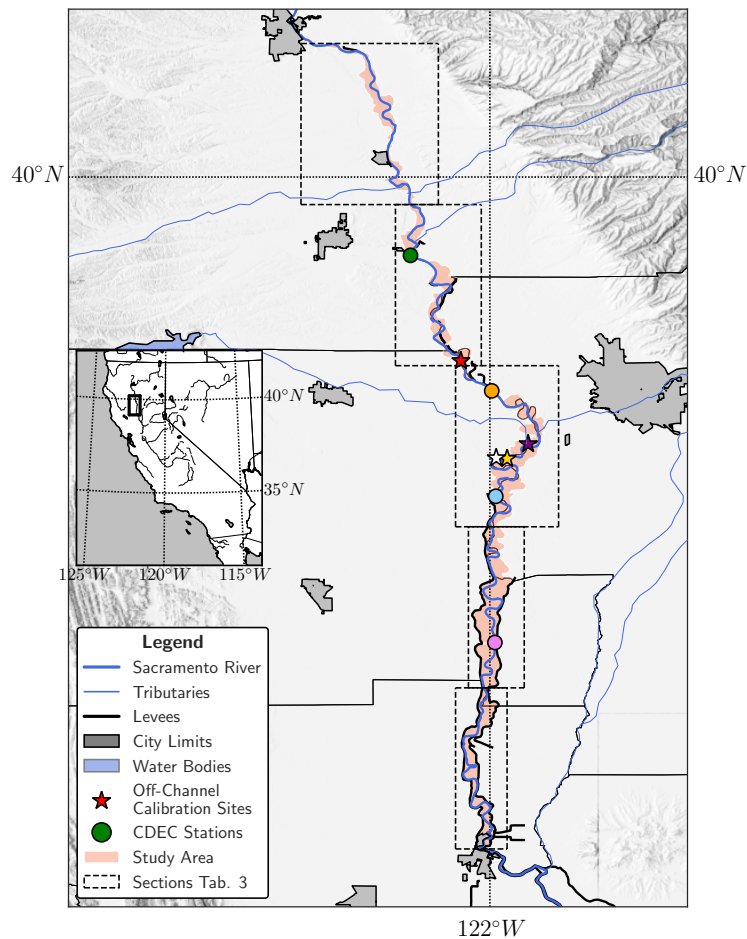 40°N
40°N
40°N
35°N
125°W
120°W
115°W
Legend
Sacramento River
Tributaries
Levees
City Limits
Water Bodies
Off-Channel
Calibration Sites
CDEC Stations
Study Area
Sections Tab. 3
122°W